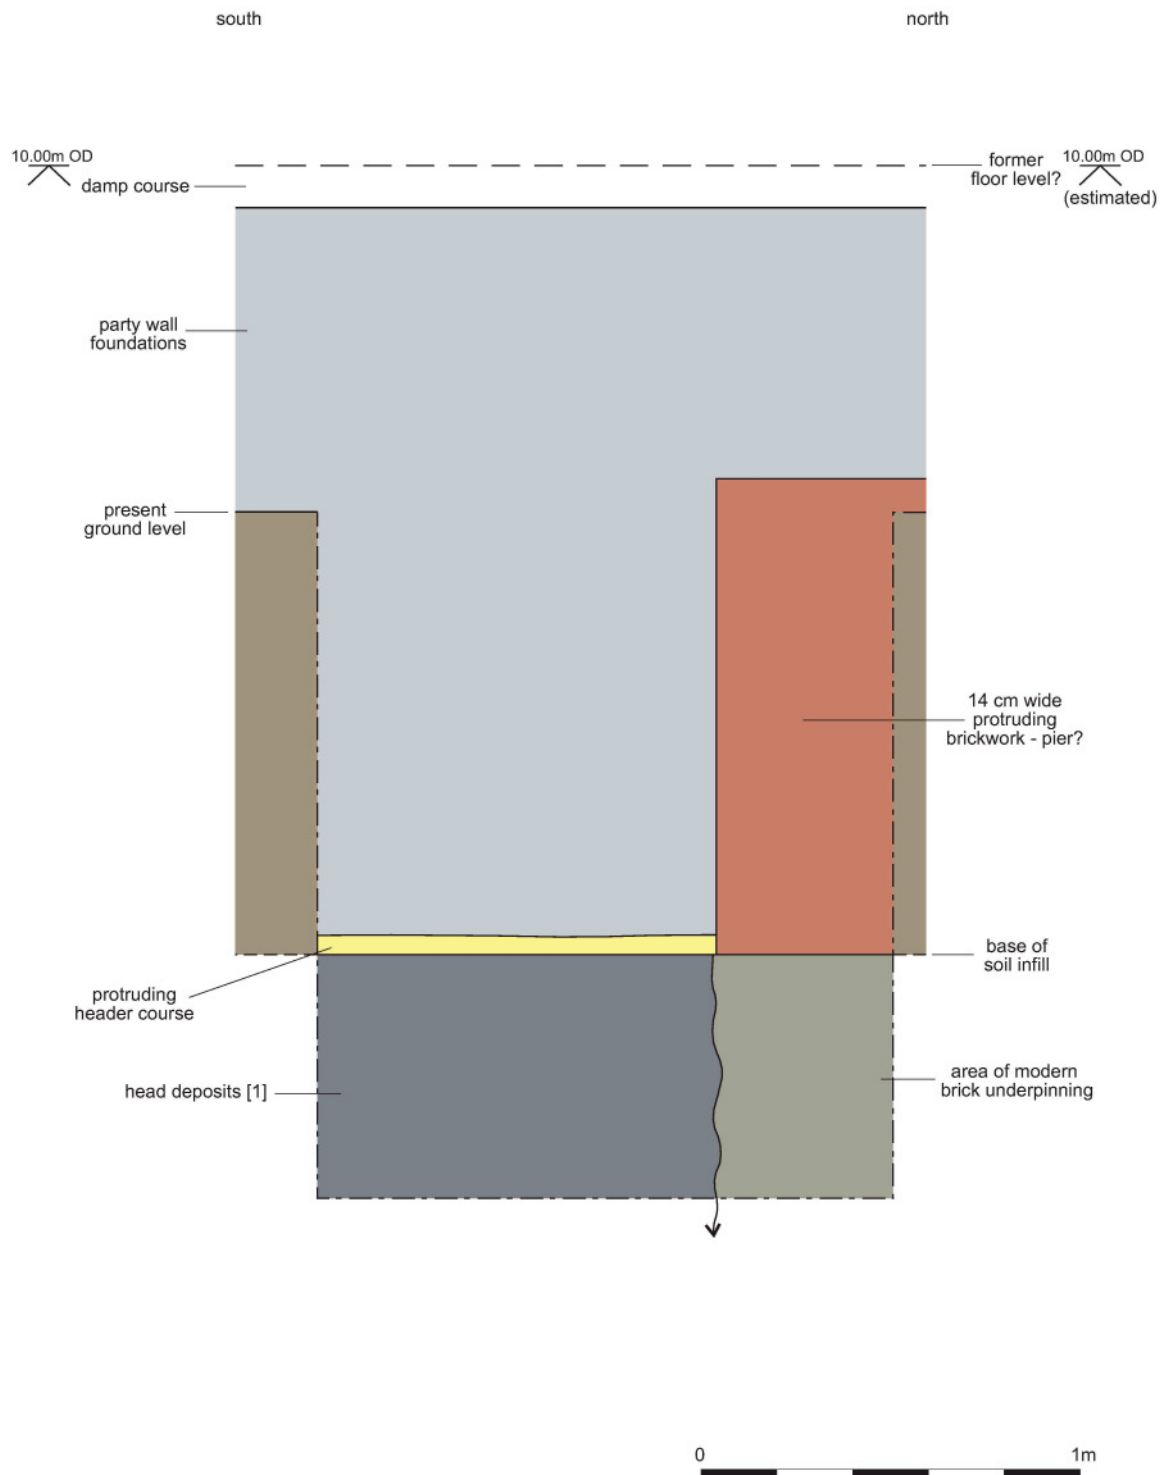 south
north
10.00m OD
damp course
former
floor level?
10.00m OD
(estimated)
party wall
foundations
present
ground level
14 cm wide
protruding
brickwork - pier?
base of
soil infill
protruding
header course
head deposits [1]
area of modern
brick underpinning
0
1m